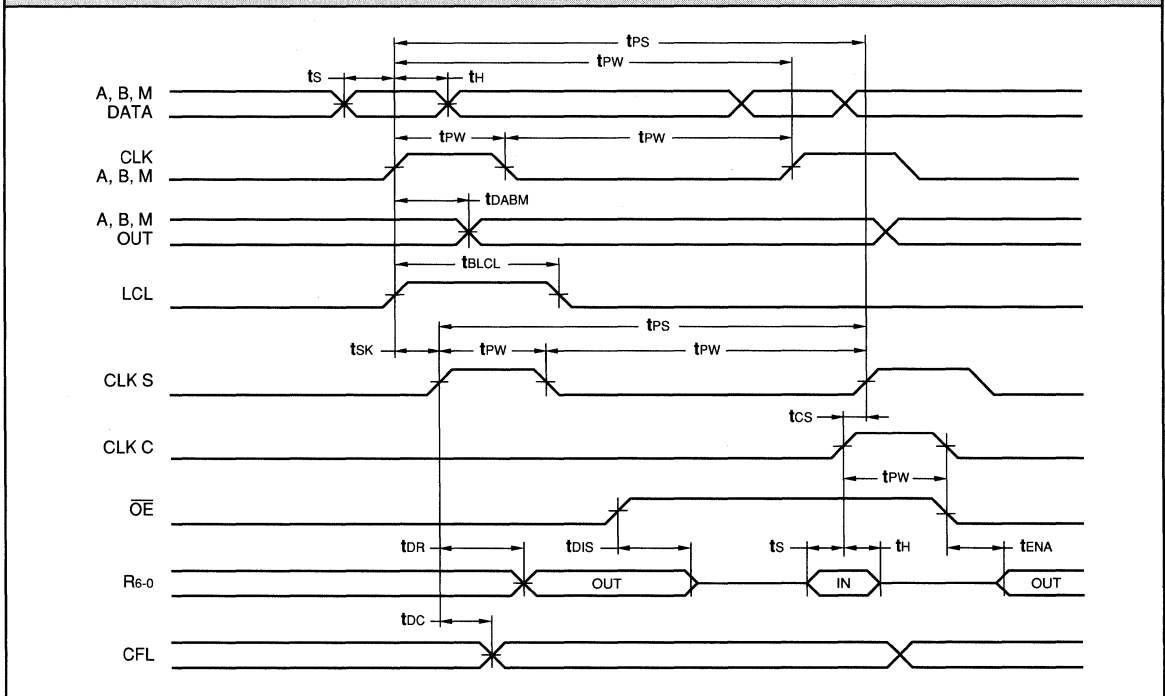 tPS
tPW
tS tH
A, B, M
DATA
tPW tPW
CLK
A, B, M
tDABM
A, B, M
OUT
tBLCL
LCL
tPS
tSK tPW tPW
CLK S
tCS
CLK C
tPW
OE
tDR tDIS tS tH tENA
R6-0 OUT IN OUT
tDC
CFL